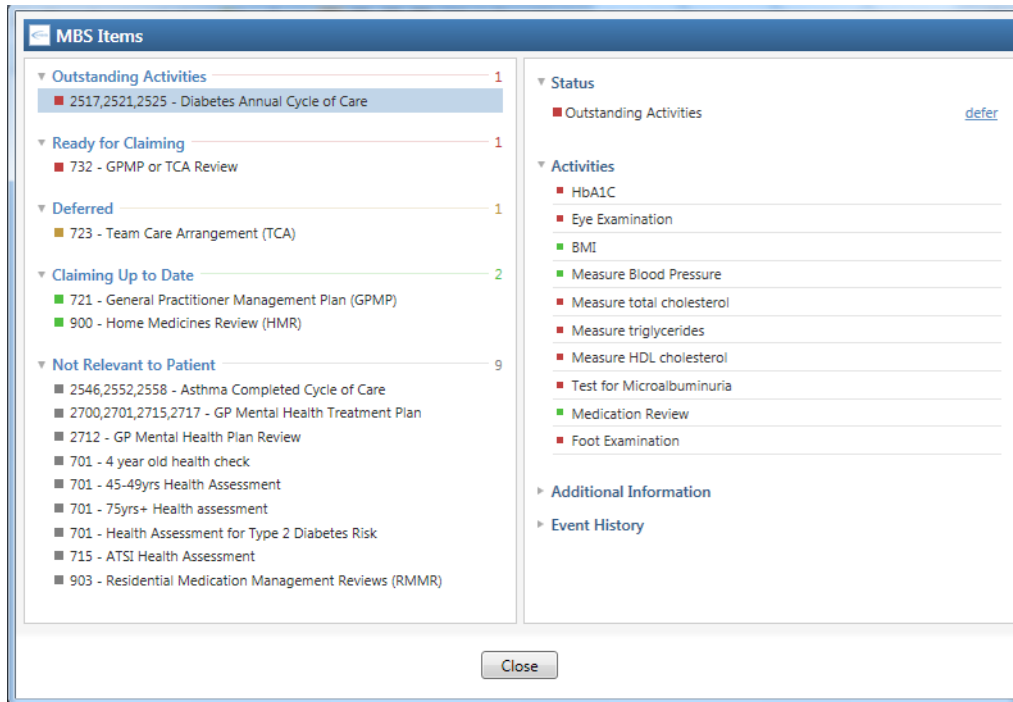 MBS Items
Outstanding Activities 1
2517,2521,2525 - Diabetes Annual Cycle of Care
Ready for Claiming 1
732 - GPMP or TCA Review
Deferred 1
723 - Team Care Arrangement (TCA)
Claiming Up to Date 2
721 - General Practitioner Management Plan (GPMP)
900 - Home Medicines Review (HMR)
Not Relevant to Patient 9
2546,2552,2558 - Asthma Completed Cycle of Care
2700,2701,2715,2717 - GP Mental Health Treatment Plan
2712 - GP Mental Health Plan Review
701 - 4 year old health check
701 - 45-49yrs Health Assessment
701 - 75yrs+ Health assessment
701 - Health Assessment for Type 2 Diabetes Risk
715 - ATSI Health Assessment
903 - Residential Medication Management Reviews (RMMR)
Status
Outstanding Activities defer
Activities
HbA1C
Eye Examination
BMI
Measure Blood Pressure
Measure total cholesterol
Measure triglycerides
Measure HDL cholesterol
Test for Microalbuminuria
Medication Review
Foot Examination
Additional Information
Event History
Close